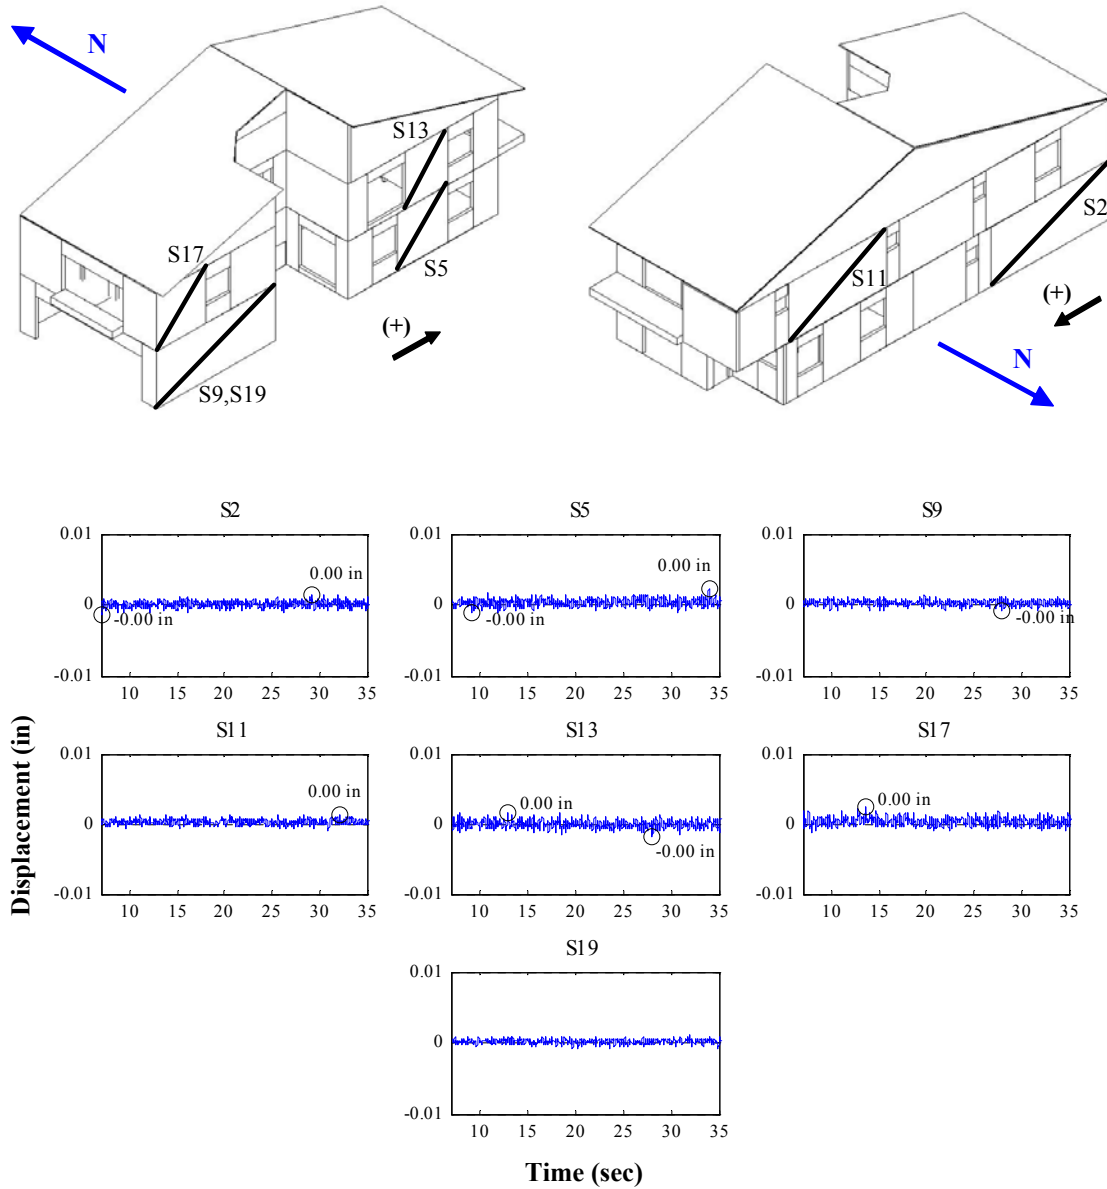 N
S13
S17
S5
(+)
S9,S19
S2
S11
(+)
N
S2
S5
S9
0.01
0
-0.01
0.00 in
-0.00 in
10 15 20 25 30 35
0.01
0
-0.01
0.00 in
-0.00 in
10 15 20 25 30 35
0.01
0
-0.01
-0.00 in
10 15 20 25 30 35
S11
S13
S17
0.01
0
-0.01
0.00 in
10 15 20 25 30 35
0.01
0
-0.01
0.00 in
-0.00 in
10 15 20 25 30 35
0.01
0
-0.01
0.00 in
10 15 20 25 30 35
S19
0.01
0
-0.01
10 15 20 25 30 35
Displacement (in)
Time (sec)